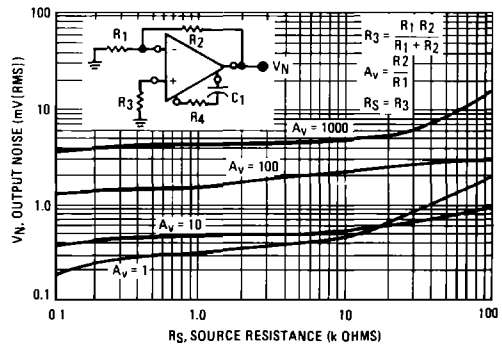 100
10
1.0
0.1
VN, OUTPUT NOISE (mV[RMS])
R1
R2
R3
R4
C1
VN
-
+
R3 = R1 R2 / R1 + R2
AV = R2 / R1
RS = R3
AV = 1000
AV = 100
AV = 10
AV = 1
0 1 1.0 10 100
RS, SOURCE RESISTANCE (k OHMS)